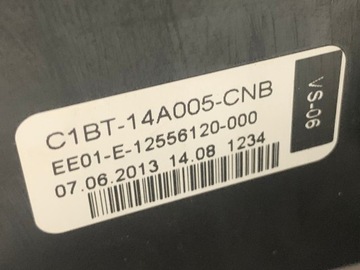 C1BT-14A005-CNB
EE01-E-12556120-000
07.06.2013 14.08 1234
VS-06